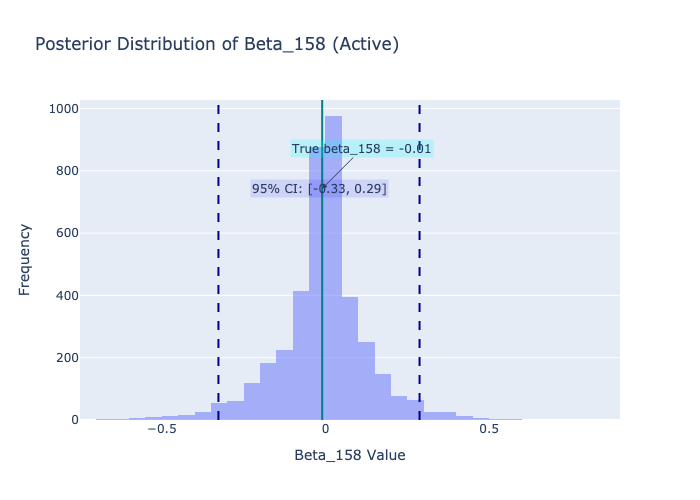 Posterior Distribution of Beta_158 (Active)
1000
800
600
400
200
0
Frequency
True beta_158 = -0.01
95% CI: [-0.33, 0.29]
−0.5
0
0.5
Beta_158 Value